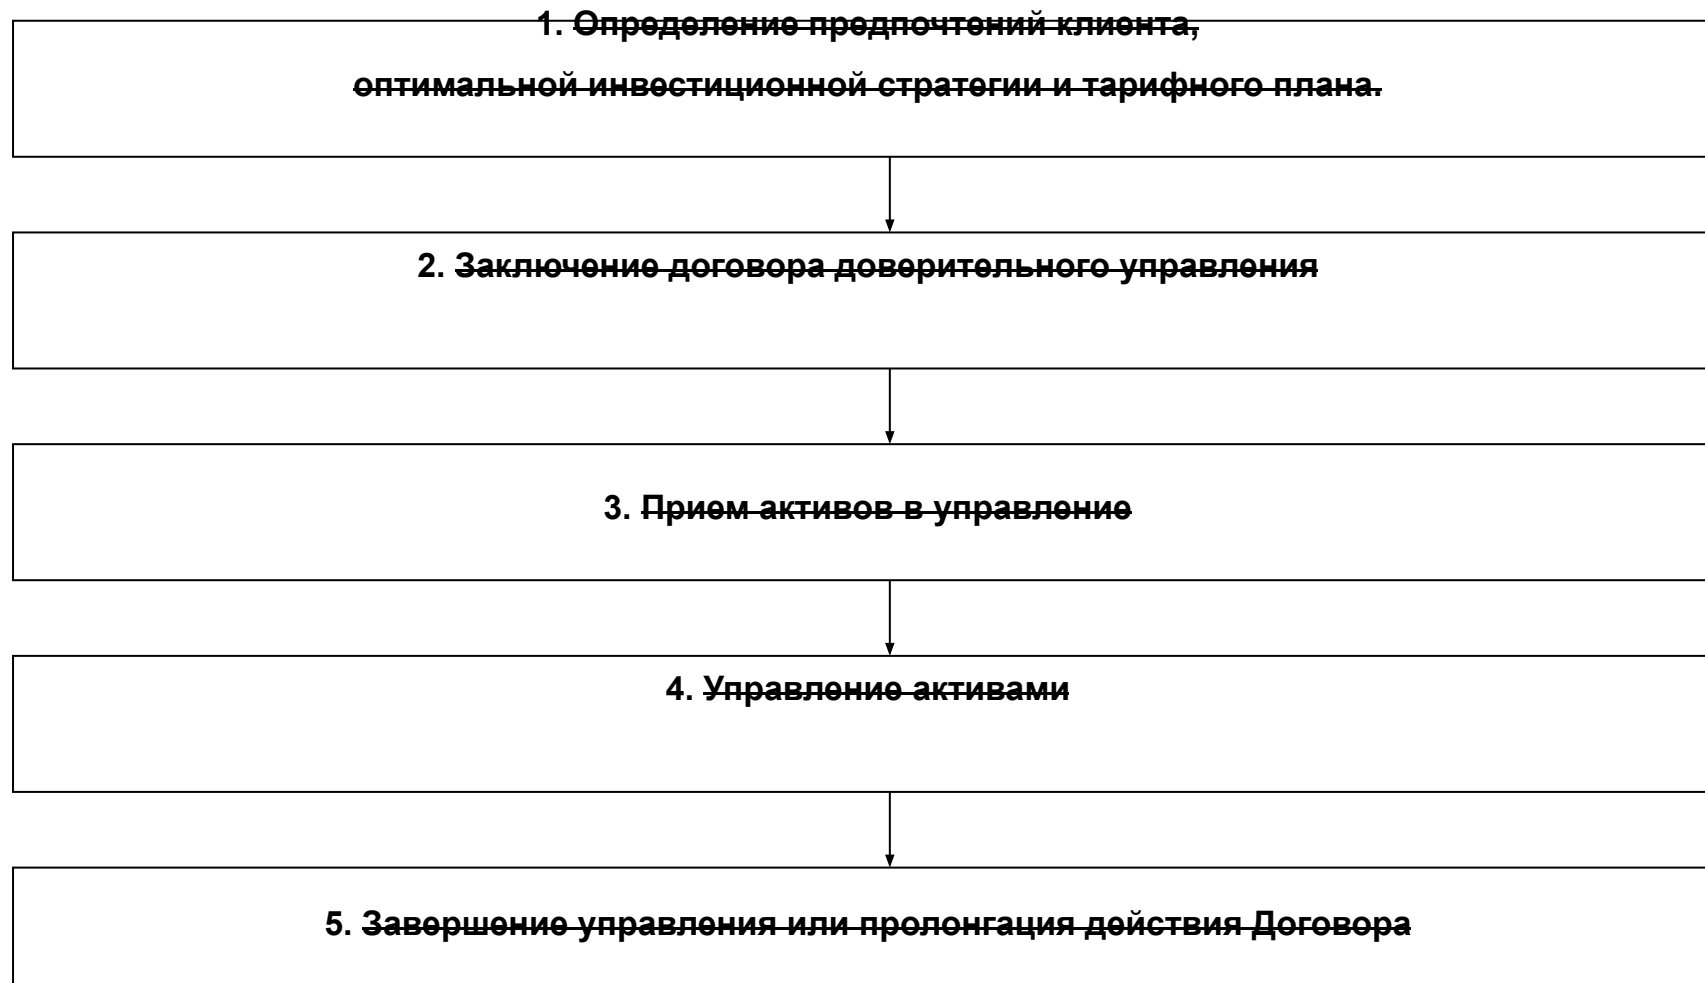 1. Определение предпочтений клиента,
оптимальной инвестиционной стратегии и тарифного плана.
2. Заключение договора доверительного управления
3. Прием активов в управление
4. Управление активами
5. Завершение управления или пролонгация действия Договора